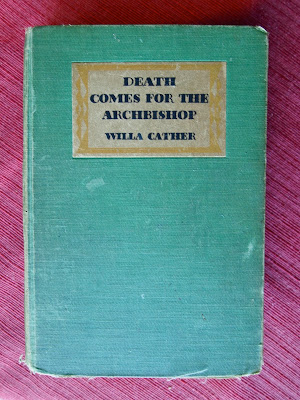 DEATH
COMES FOR THE
ARCHBISHOP
WILLA CATHER